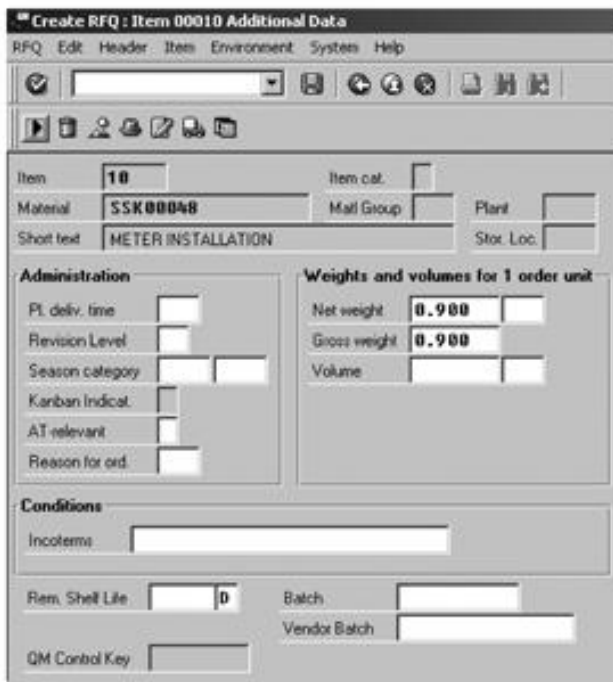 Create RFQ : Item 00010 Additional Data
RFQ Edit Header Item Environment System Help
Item 10 Item cat.
Material SSK00048 Matl Group Plant
Short text METER INSTALLATION Stor. Loc.
Administration Weights and volumes for 1 order unit
Pl. deliv. time Net weight 0.900
Revision Level Gross weight 0.900
Season category Volume
Kanban Indicat.
AT-relevant
Reason for ord.
Conditions
Incoterms
Rem. Shelf Life D Batch
Vendor Batch
QM Control Key